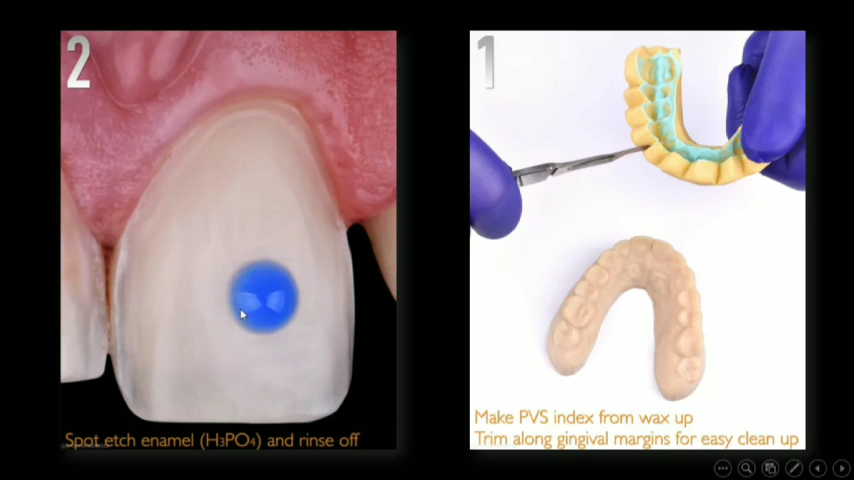 2
Spot etch enamel (H3PO4) and rinse off
1
Make PVS index from wax up
Trim along gingival margins for easy clean up